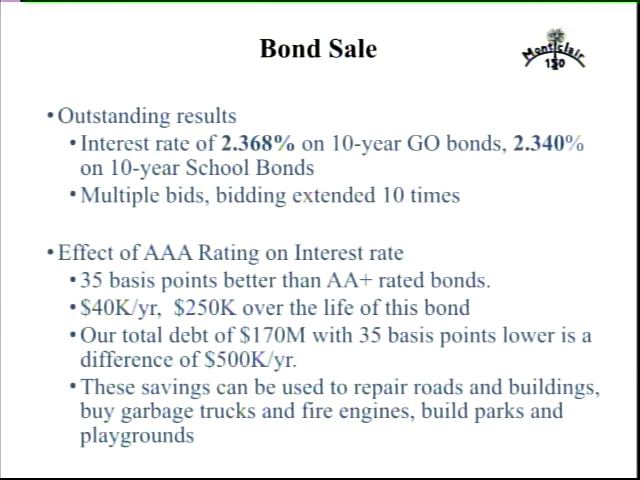 Bond Sale
Montclair
150
• Outstanding results
• Interest rate of 2.368% on 10-year GO bonds, 2.340%
on 10-year School Bonds
• Multiple bids, bidding extended 10 times
• Effect of AAA Rating on Interest rate
• 35 basis points better than AA+ rated bonds.
• $40K/yr, $250K over the life of this bond
• Our total debt of $170M with 35 basis points lower is a
difference of $500K/yr.
• These savings can be used to repair roads and buildings,
buy garbage trucks and fire engines, build parks and
playgrounds